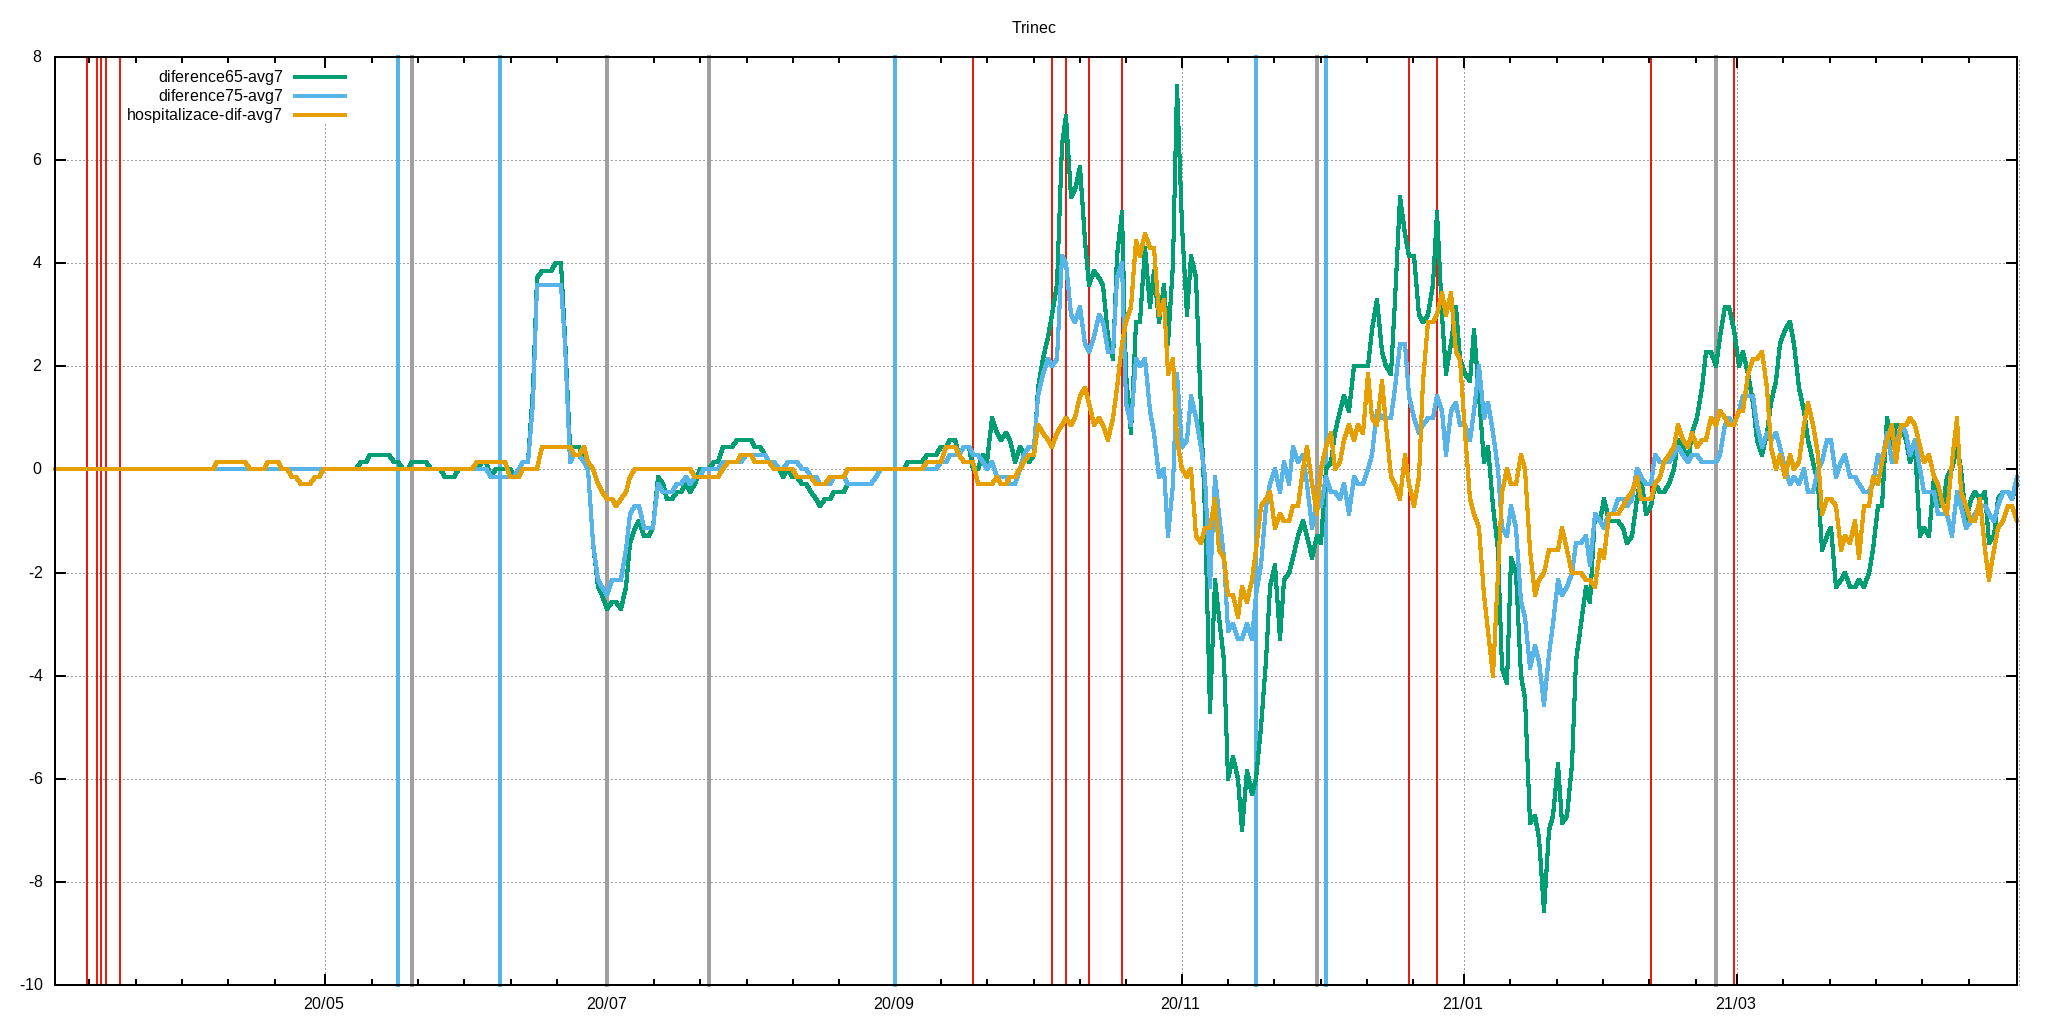 Trinec
diference65-avg7
diference75-avg7
hospitalizace-dif-avg7
8
6
4
2
0
-2
-4
-6
-8
-10
20/05 20/07 20/09 20/11 21/01 21/03